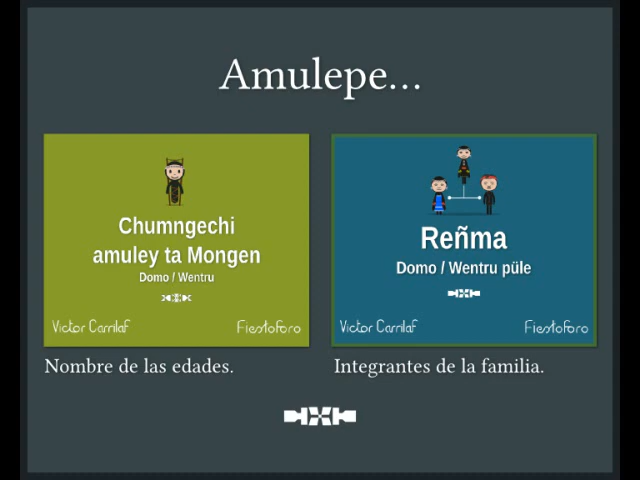 Amulepe...
Chumngechi
amuley ta Mongen
Domo / Wentru
Victor Carrilaf
Fiestoforo
Nombre de las edades.
Reñma
Domo / Wentru püle
Victor Carrilaf
Fiestoforo
Integrantes de la familia.